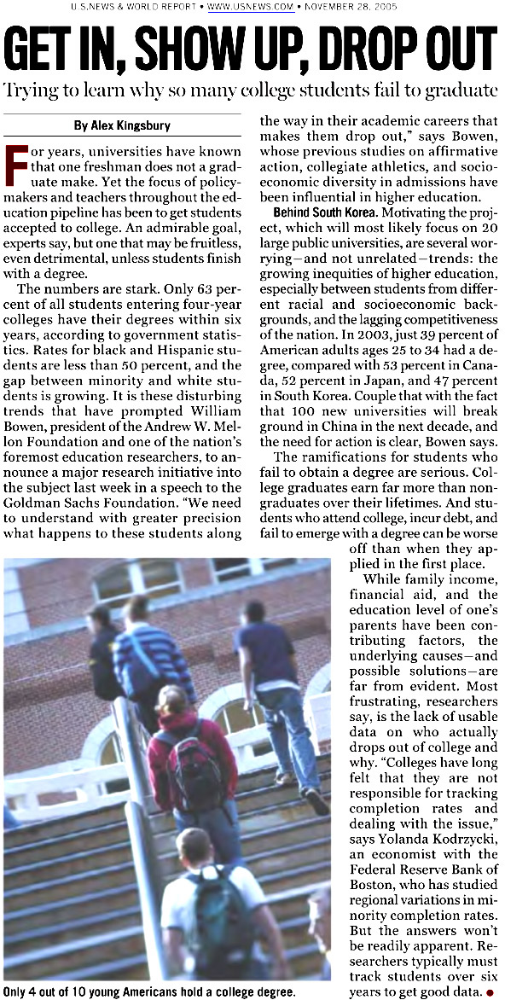 U.S.NEWS & WORLD REPORT • WWW.USNEWS.COM • NOVEMBER 28, 2005
GET IN, SHOW UP, DROP OUT
Trying to learn why so many college students fail to graduate
By Alex Kingsbury
For years, universities have known
that one freshman does not a grad-
uate make. Yet the focus of policy-
makers and teachers throughout the ed-
ucation pipeline has been to get students
accepted to college. An admirable goal,
experts say, but one that may be fruitless,
even detrimental, unless students finish
with a degree.
The numbers are stark. Only 63 per-
cent of all students entering four-year
colleges have their degrees within six
years, according to government statis-
tics. Rates for black and Hispanic stu-
dents are less than 50 percent, and the
gap between minority and white stu-
dents is growing. It is these disturbing
trends that have prompted William
Bowen, president of the Andrew W. Mel-
lon Foundation and one of the nation's
foremost education researchers, to an-
nounce a major research initiative into
the subject last week in a speech to the
Goldman Sachs Foundation. "We need
to understand with greater precision
what happens to these students along
the way in their academic careers that
makes them drop out," says Bowen,
whose previous studies on affirmative
action, collegiate athletics, and socio-
economic diversity in admissions have
been influential in higher education.
Behind South Korea. Motivating the proj-
ect, which will most likely focus on 20
large public universities, are several wor-
rying—and not unrelated—trends: the
growing inequities of higher education,
especially between students from differ-
ent racial and socioeconomic back-
grounds, and the lagging competitiveness
of the nation. In 2003, just 39 percent of
American adults ages 25 to 34 had a de-
gree, compared with 53 percent in Cana-
da, 52 percent in Japan, and 47 percent
in South Korea. Couple that with the fact
that 100 new universities will break
ground in China in the next decade, and
the need for action is clear, Bowen says.
The ramifications for students who
fail to obtain a degree are serious. Col-
lege graduates earn far more than non-
graduates over their lifetimes. And stu-
dents who attend college, incur debt, and
fail to emerge with a degree can be worse
off than when they ap-
plied in the first place.
While family income,
financial aid, and the
education level of one's
parents have been con-
tributing factors, the
underlying causes—and
possible solutions—are
far from evident. Most
frustrating, researchers
say, is the lack of usable
data on who actually
drops out of college and
why. "Colleges have long
felt that they are not
responsible for tracking
completion rates and
dealing with the issue,"
says Yolanda Kodrzycki,
an economist with the
Federal Reserve Bank of
Boston, who has studied
regional variations in mi-
nority completion rates.
But the answers won't
be readily apparent. Re-
searchers typically must
track students over six
years to get good data. •
Only 4 out of 10 young Americans hold a college degree.